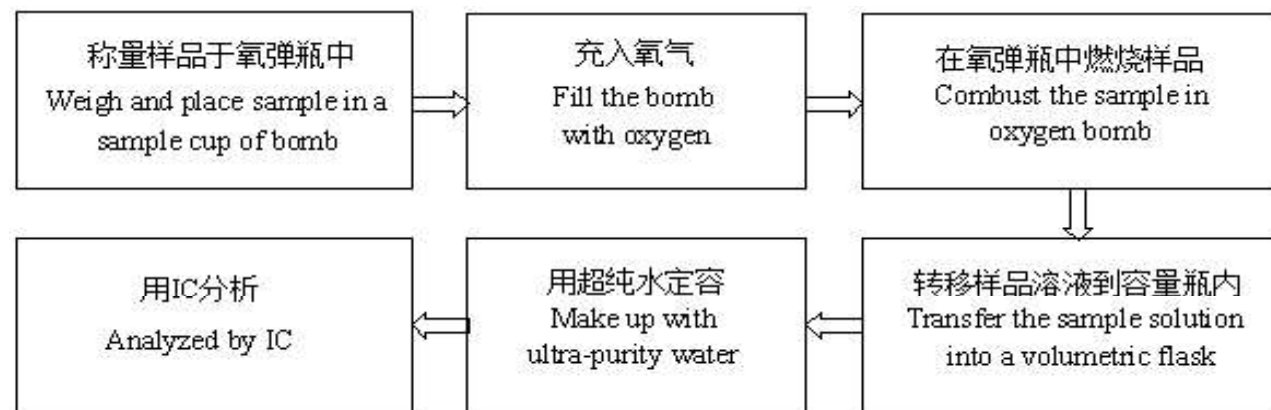 称量样品于氧弹瓶中
Weigh and place sample in a
sample cup of bomb
充入氧气
Fill the bomb
with oxygen
在氧弹瓶中燃烧样品
Combust the sample in
oxygen bomb
转移样品溶液到容量瓶内
Transfer the sample solution
into a volumetric flask
用超纯水定容
Make up with
ultra-purity water
用IC分析
Analyzed by IC